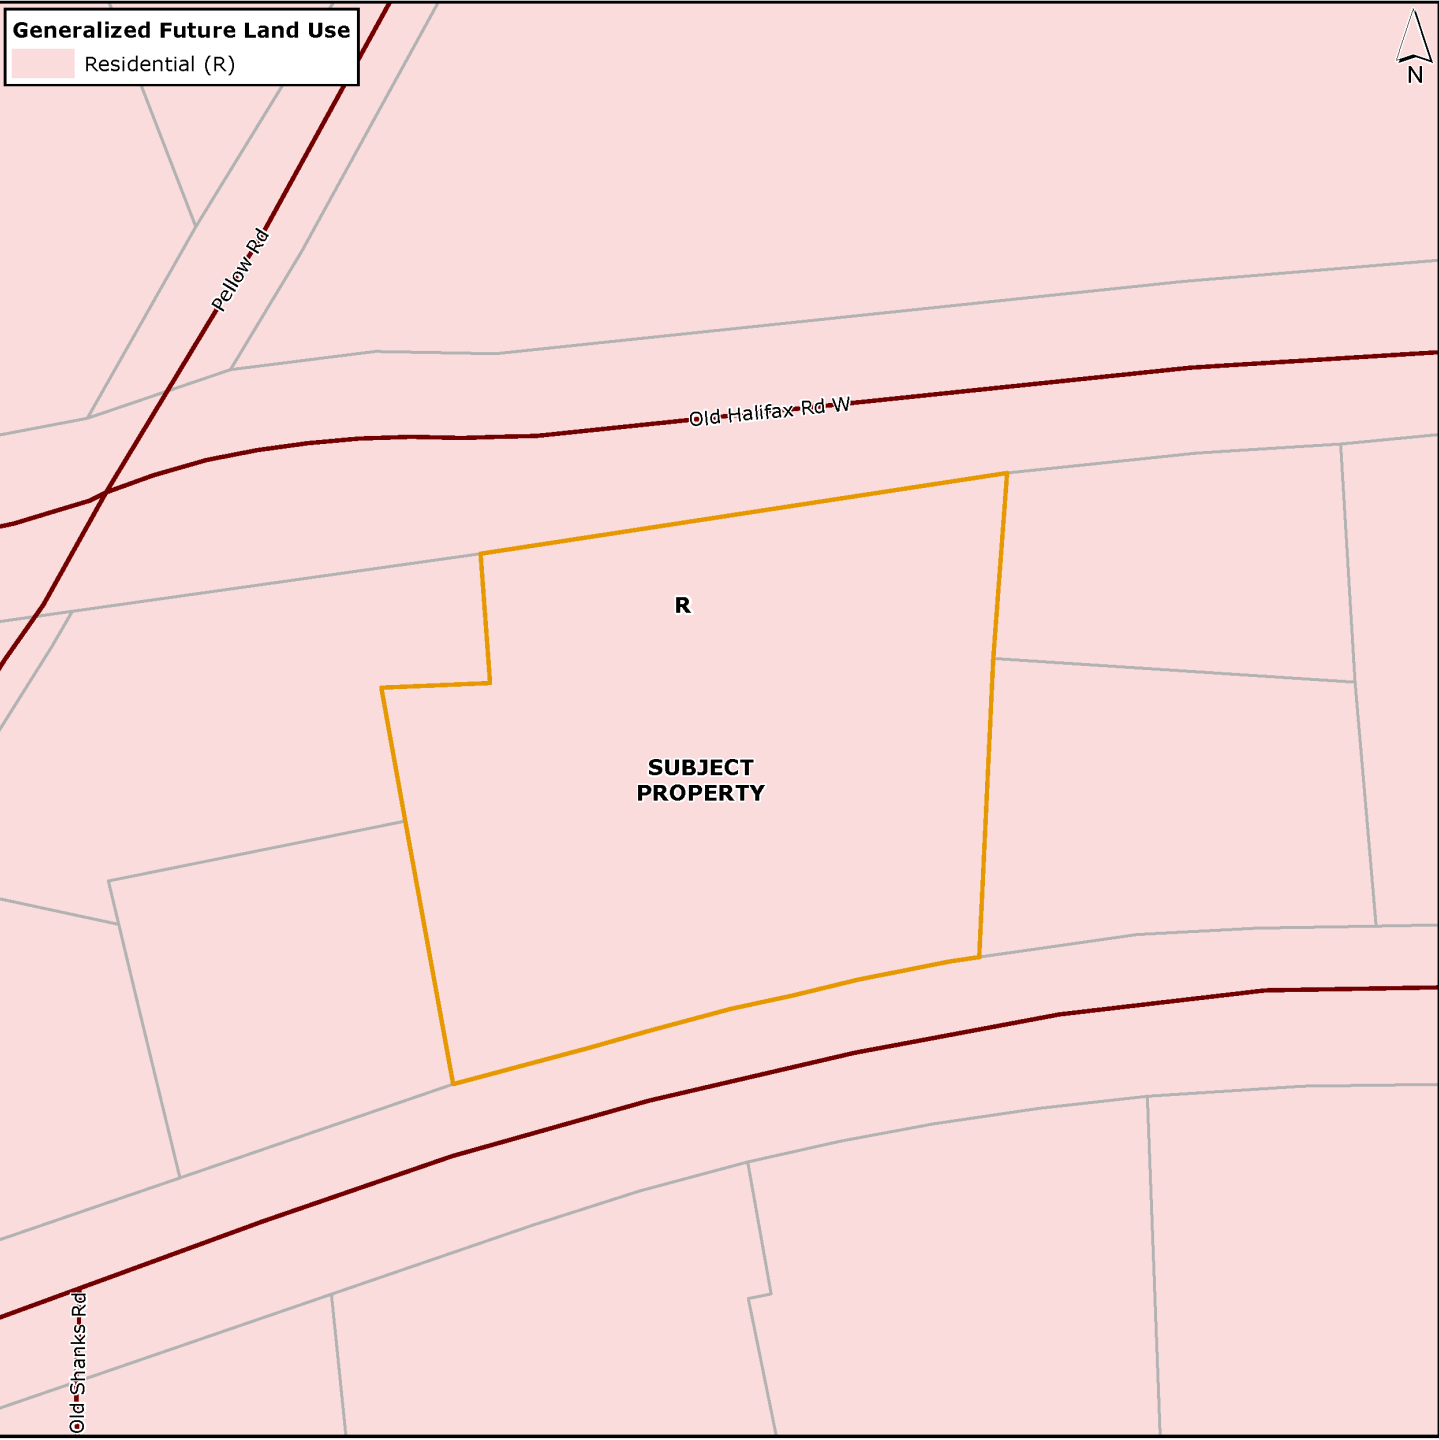 Generalized Future Land Use
Residential (R)
N
Pellow Rd
Old Halifax Rd W
R
SUBJECT
PROPERTY
Old Shanks Rd